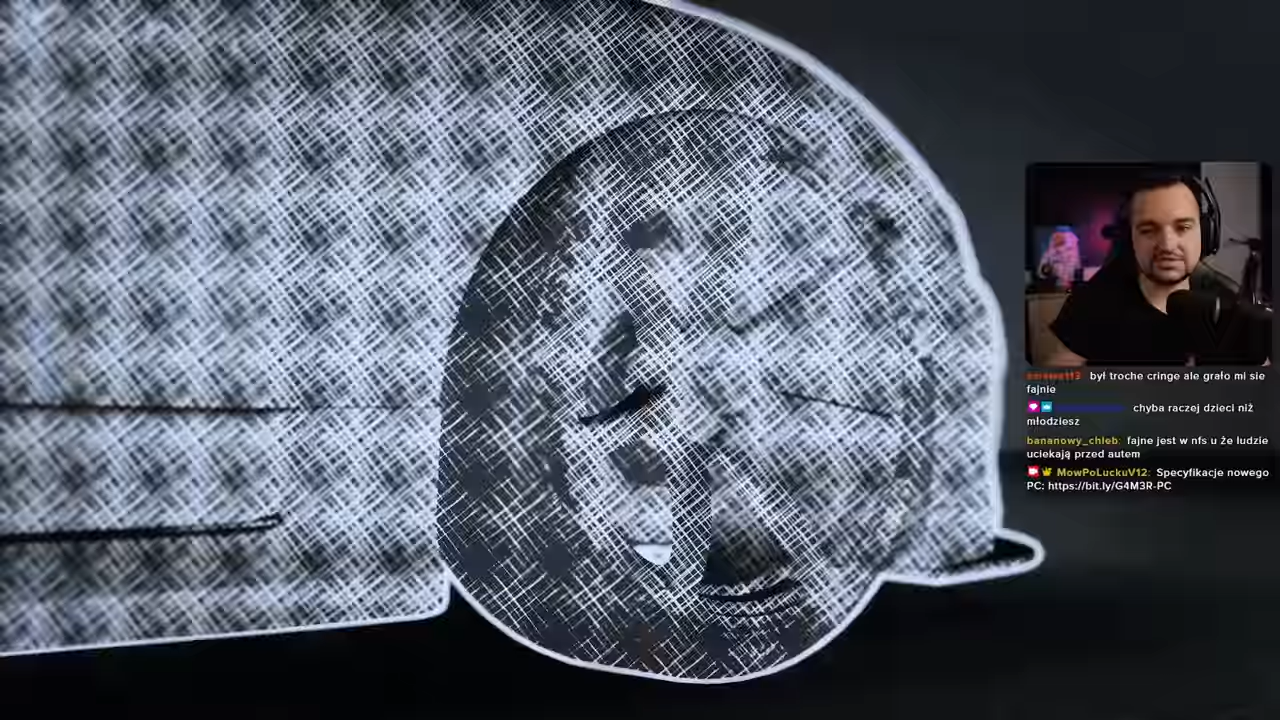 był troche cringe ale grało mi sie
fajnie
chyba raczej dzieci niż
młodziesz
bananowy_chleb: fajne jest w nfs u że ludzie
uciekają przed autem
MowPoLuckuV12: Specyfikacje nowego
PC: https://bit.ly/G4M3R-PC